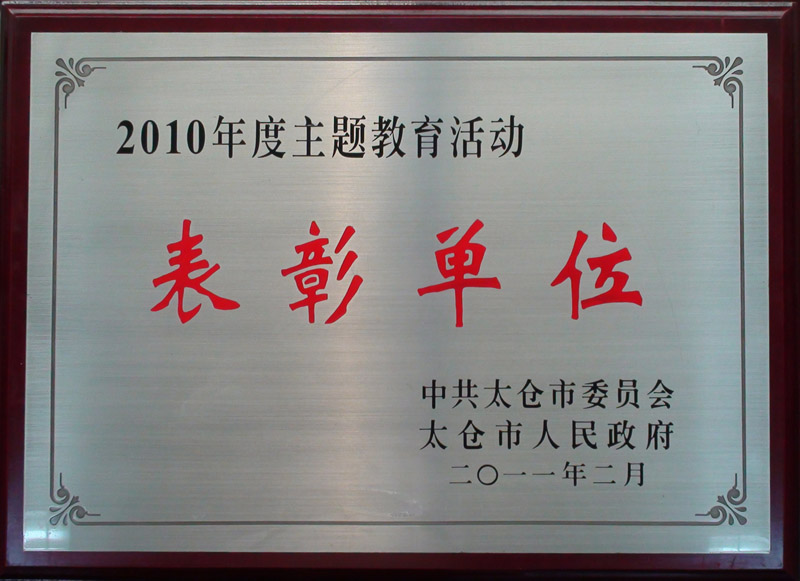 2010年度主题教育活动
表彰单位
中共太仓市委员会
太仓市人民政府
二〇一一年二月